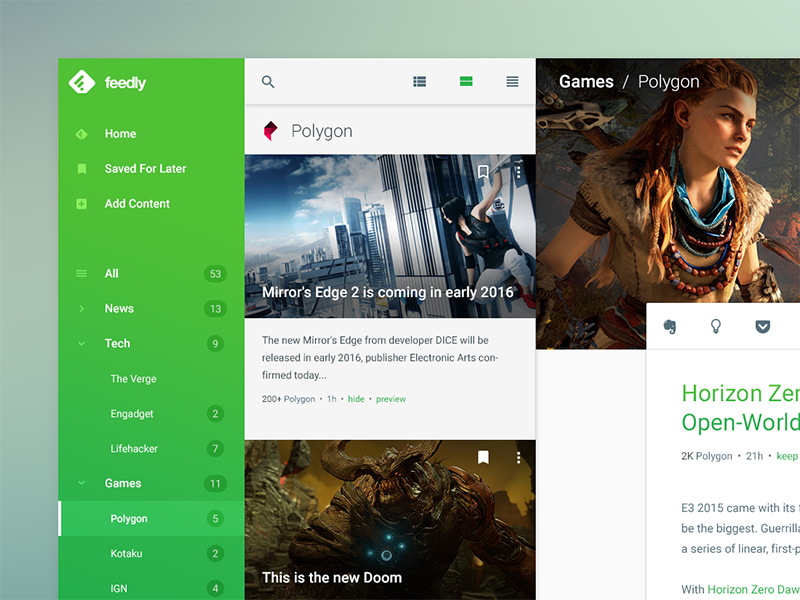 feedly
Home
Saved For Later
Add Content
All 53
News 13
Tech 9
The Verge
Engadget 2
Lifehacker 7
Games 11
Polygon 5
Kotaku 2
IGN 4
Polygon
Mirror's Edge 2 is coming in early 2016
The new Mirror's Edge from developer DICE will be
released in early 2016, publisher Electronic Arts con-
firmed today...
200+ Polygon • 1h • hide • preview
This is the new Doom
Games / Polygon
Horizon Zer
Open-World
2K Polygon • 21h • keep
E3 2015 came with its
be the biggest. Guerrilla
a series of linear, first-p
With Horizon Zero Daw